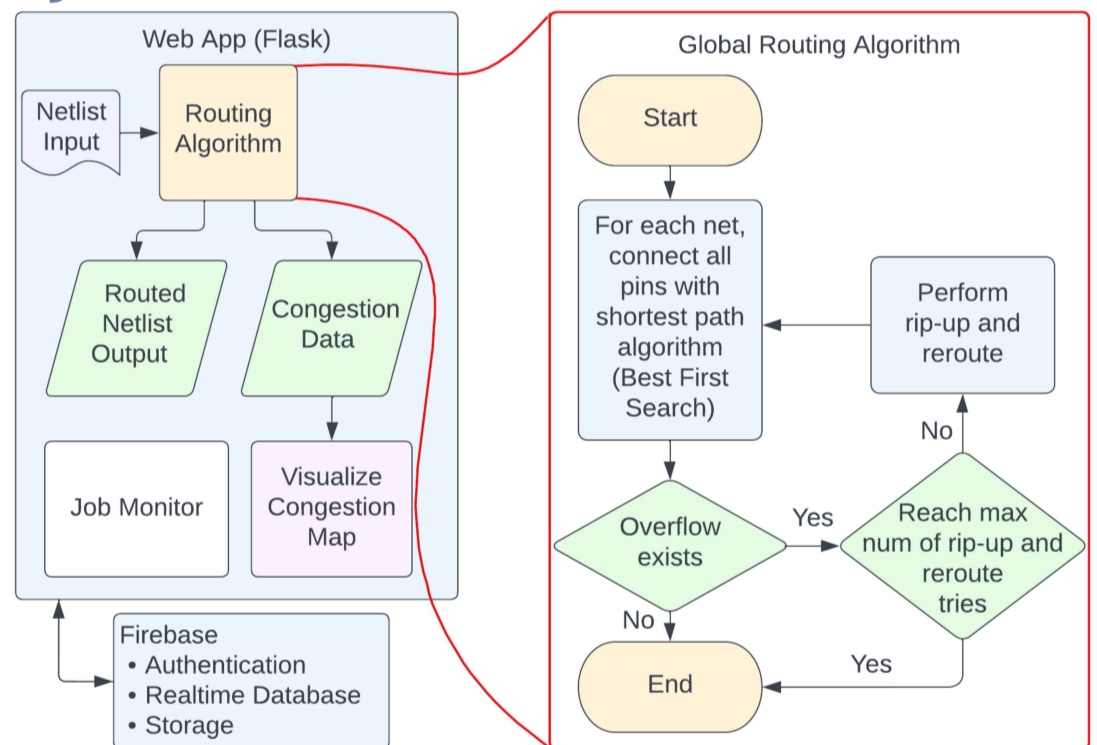 Web App (Flask)
Netlist
Input
Routing
Algorithm
Routed
Netlist
Output
Congestion
Data
Job Monitor
Visualize
Congestion
Map
Firebase
• Authentication
• Realtime Database
• Storage
Global Routing Algorithm
Start
For each net,
connect all
pins with
shortest path
algorithm
(Best First
Search)
Perform
rip-up and
reroute
No
Overflow
exists
Yes
Reach max
num of rip-up and
reroute
tries
No
Yes
End